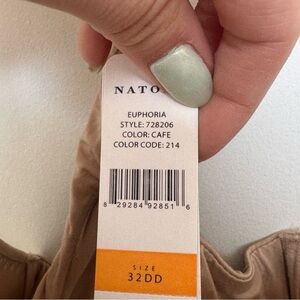 NATO
EUPHORIA
STYLE: 728206
COLOR: CAFE
COLOR CODE: 214
8 29284 92851 6
SIZE
32DD